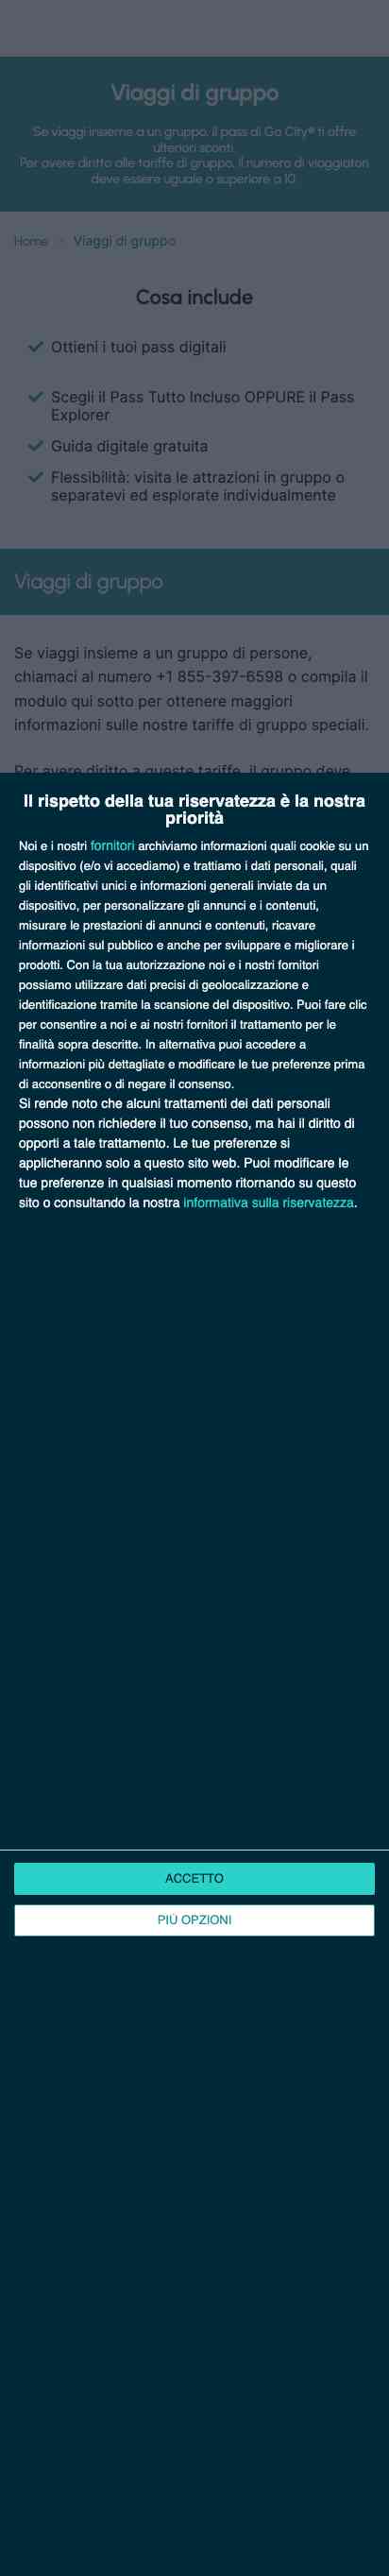 Viaggi di gruppo
Se viaggi insieme a un gruppo, il pass di Go City® ti offre
ulteriori sconti.
Per avere diritto alle tariffe di gruppo, il numero di viaggiatori
deve essere uguale o superiore a 10.
Home > Viaggi di gruppo
Cosa include
Ottieni i tuoi pass digitali
Scegli il Pass Tutto Incluso OPPURE il Pass
Explorer
Guida digitale gratuita
Flessibilità: visita le attrazioni in gruppo o
separatevi ed esplorate individualmente
Viaggi di gruppo
Se viaggi insieme a un gruppo di persone,
chiamaci al numero +1 855-397-6598 o compila il
modulo qui sotto per ottenere maggiori
informazioni sulle nostre tariffe di gruppo speciali.
Per avere diritto a queste tariffe, il gruppo deve
Il rispetto della tua riservatezza è la nostra
priorità
Noi e i nostri fornitori archiviamo informazioni quali cookie su un
dispositivo (e/o vi accediamo) e trattiamo i dati personali, quali
gli identificativi unici e informazioni generali inviate da un
dispositivo, per personalizzare gli annunci e i contenuti,
misurare le prestazioni di annunci e contenuti, ricavare
informazioni sul pubblico e anche per sviluppare e migliorare i
prodotti. Con la tua autorizzazione noi e i nostri fornitori
possiamo utilizzare dati precisi di geolocalizzazione e
identificazione tramite la scansione del dispositivo. Puoi fare clic
per consentire a noi e ai nostri fornitori il trattamento per le
finalità sopra descritte. In alternativa puoi accedere a
informazioni più dettagliate e modificare le tue preferenze prima
di acconsentire o di negare il consenso.
Si rende noto che alcuni trattamenti dei dati personali
possono non richiedere il tuo consenso, ma hai il diritto di
opporti a tale trattamento. Le tue preferenze si
applicheranno solo a questo sito web. Puoi modificare le
tue preferenze in qualsiasi momento ritornando su questo
sito o consultando la nostra informativa sulla riservatezza.
ACCETTO
PIÙ OPZIONI